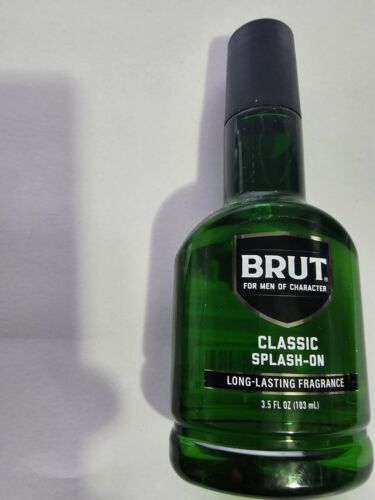 BRUT®
FOR MEN OF CHARACTER
CLASSIC
SPLASH-ON
LONG-LASTING FRAGRANCE
3.5 FL OZ (103 mL)